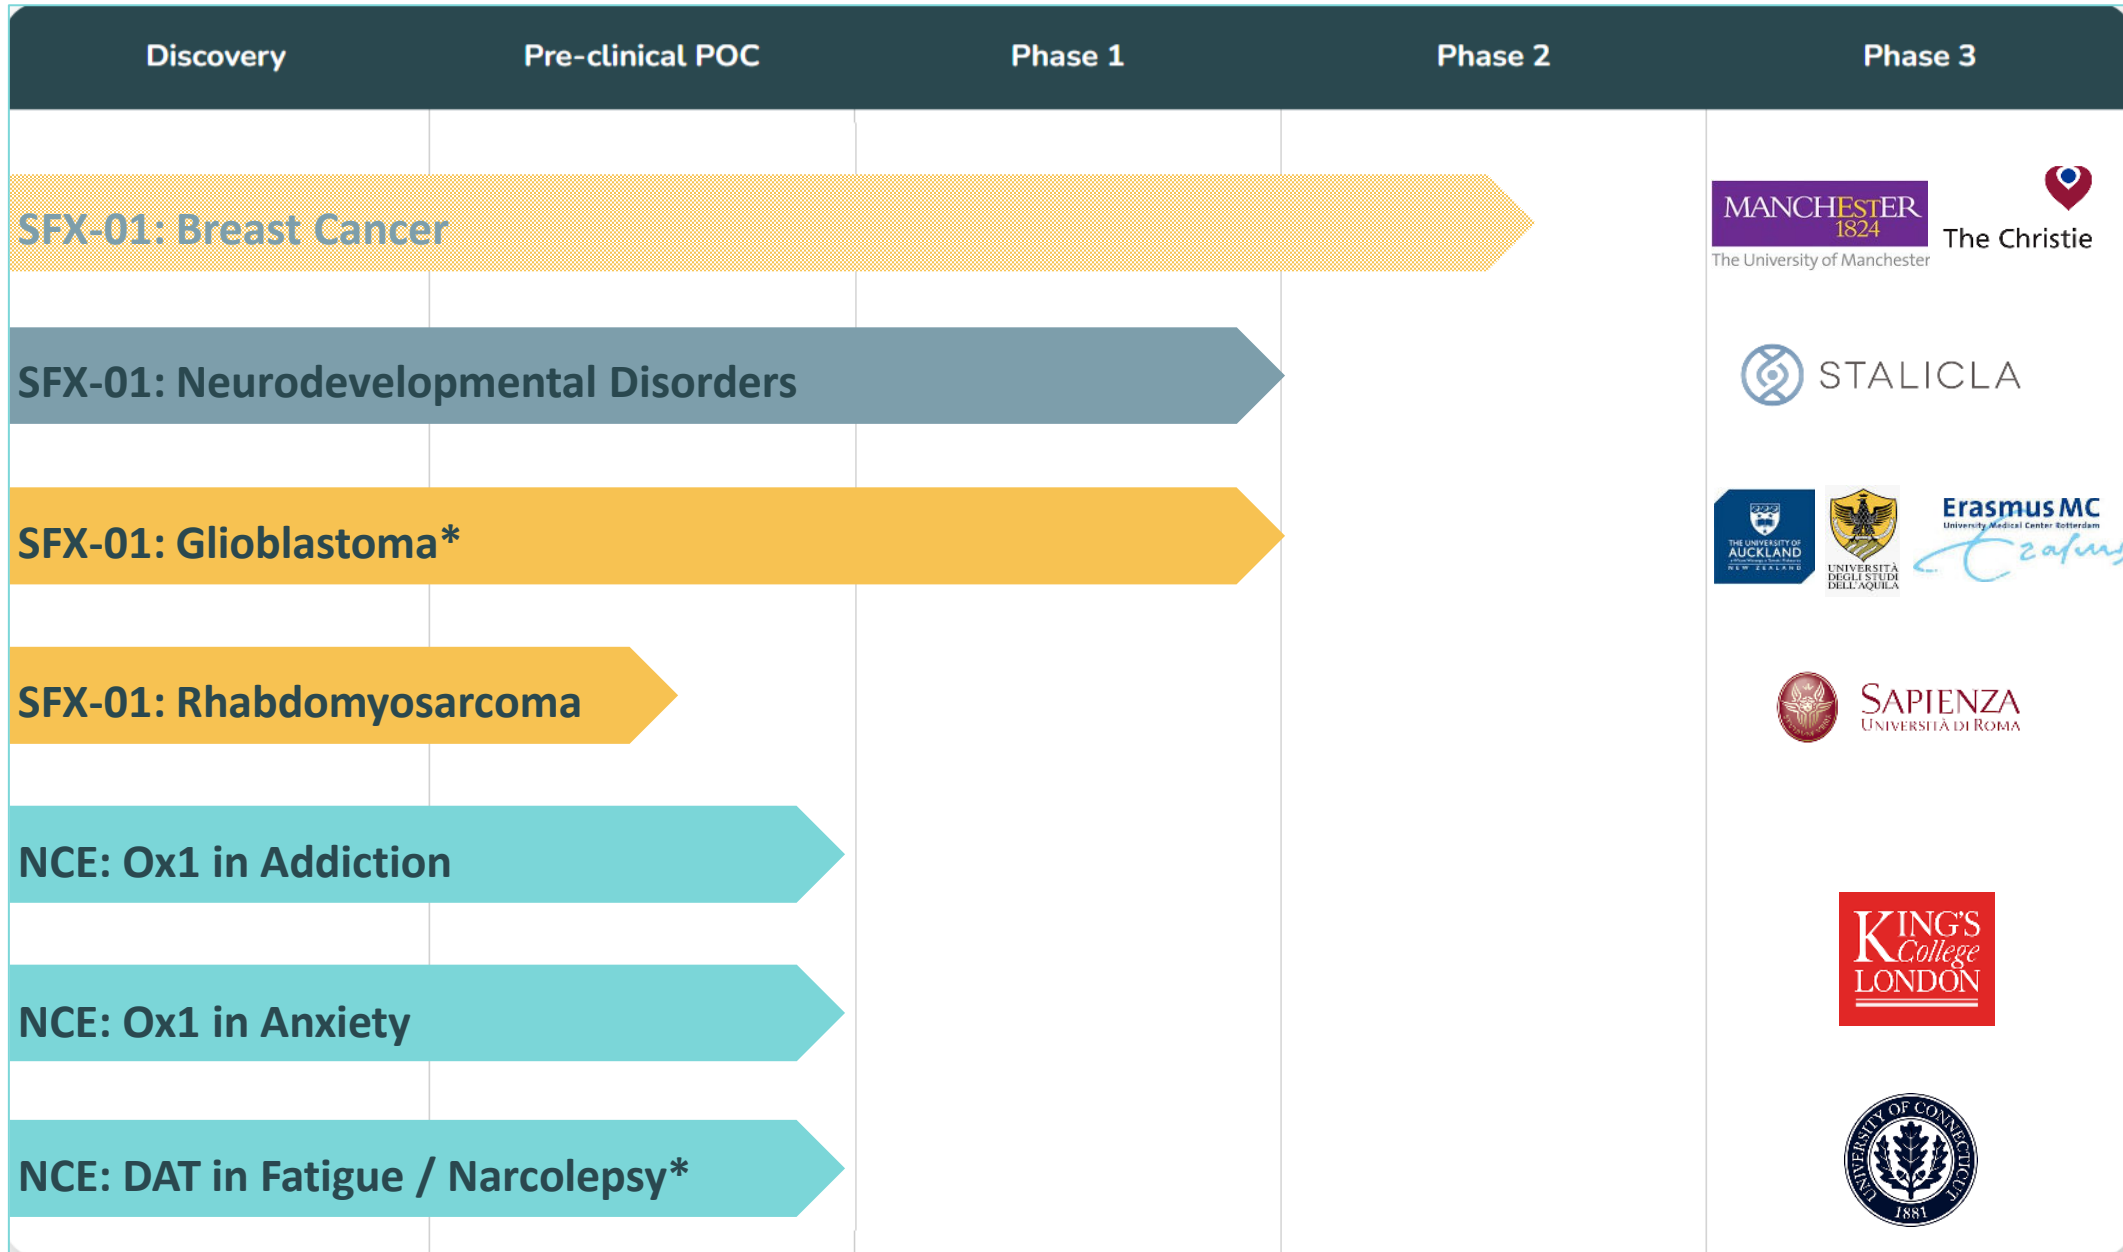 Discovery Pre-clinical POC Phase 1 Phase 2 Phase 3
SFX-01: Breast Cancer
MANCHESTER
1824
The University of Manchester
The Christie
SFX-01: Neurodevelopmental Disorders
STALICLA
SFX-01: Glioblastoma*
THE UNIVERSITY OF
AUCKLAND
NEW ZEALAND
UNIVERSITÀ
DEGLI STUDI
DELL'AQUILA
Erasmus MC
University Medical Center Rotterdam
Erasmus
SFX-01: Rhabdomyosarcoma
SAPIENZA
UNIVERSITÀ DI ROMA
NCE: Ox1 in Addiction
KING'S
College
LONDON
NCE: Ox1 in Anxiety
NCE: DAT in Fatigue / Narcolepsy*
UNIVERSITY OF CONNECTICUT
1881